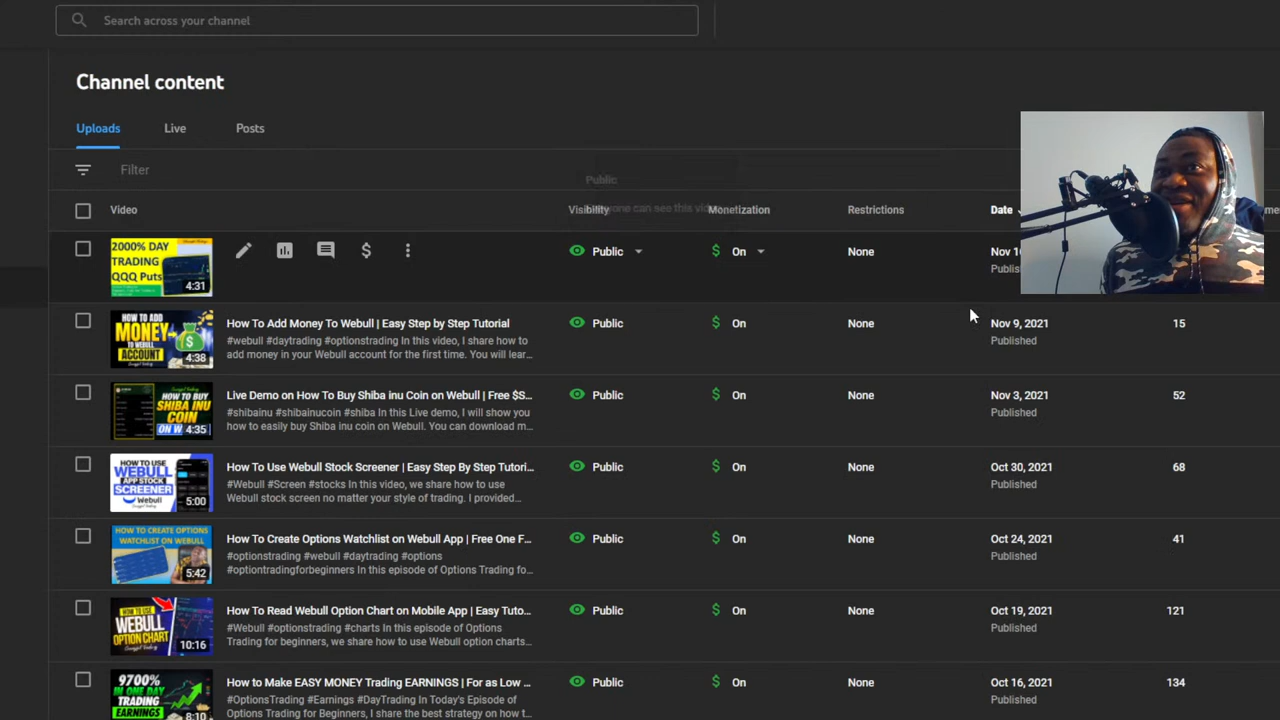 Search across your channel
Channel content
Uploads Live Posts
Filter
Public
Video Visibility Monetization Restrictions Date
2000% DAY
TRADING
QQQ Puts
4:31
Public On None Nov 1
Published
HOW TO ADD
MONEY
TO WEBULL
ACCOUNT
4:38
How To Add Money To Webull | Easy Step by Step Tutorial
#webull #daytrading #optionstrading In this video, I share how to
add money in your Webull account for the first time. You will lear...
Public On None Nov 9, 2021 15
Published
HOW TO BUY
SHIBA INU
COIN
ON W
4:35
Live Demo on How To Buy Shiba inu Coin on Webull | Free $S...
#shibainu #shibainucoin #shiba In this Live demo, I will show you
how to easily buy Shiba inu coin on Webull. You can download m...
Public On None Nov 3, 2021 52
Published
HOW TO USE
WEBULL
APP STOCK
SCREENER
Webull
5:00
How To Use Webull Stock Screener | Easy Step By Step Tutori...
#Webull #Screen #stocks In this video, we share how to use
Webull stock screen no matter your style of trading. I provided...
Public On None Oct 30, 2021 68
Published
HOW TO CREATE OPTIONS
WATCHLIST ON WEBULL
5:42
How To Create Options Watchlist on Webull App | Free One F...
#optionstrading #webull #daytrading #options
#optiontradingforbeginners In this episode of Options Trading fo...
Public On None Oct 24, 2021 41
Published
HOW TO USE
WEBULL
OPTION CHART
10:16
How To Read Webull Option Chart on Mobile App | Easy Tuto...
#Webull #optionstrading #charts In this episode of Options
Trading for beginners, we share how to use Webull option charts...
Public On None Oct 19, 2021 121
Published
9700%
IN ONE DAY
TRADING
EARNINGS
8:10
How to Make EASY MONEY Trading EARNINGS | For as Low ...
#OptionsTrading #Earnings #DayTrading In Today's Episode of
Options Trading for Beginners, I share the best strategy on how t...
Public On None Oct 16, 2021 134
Published